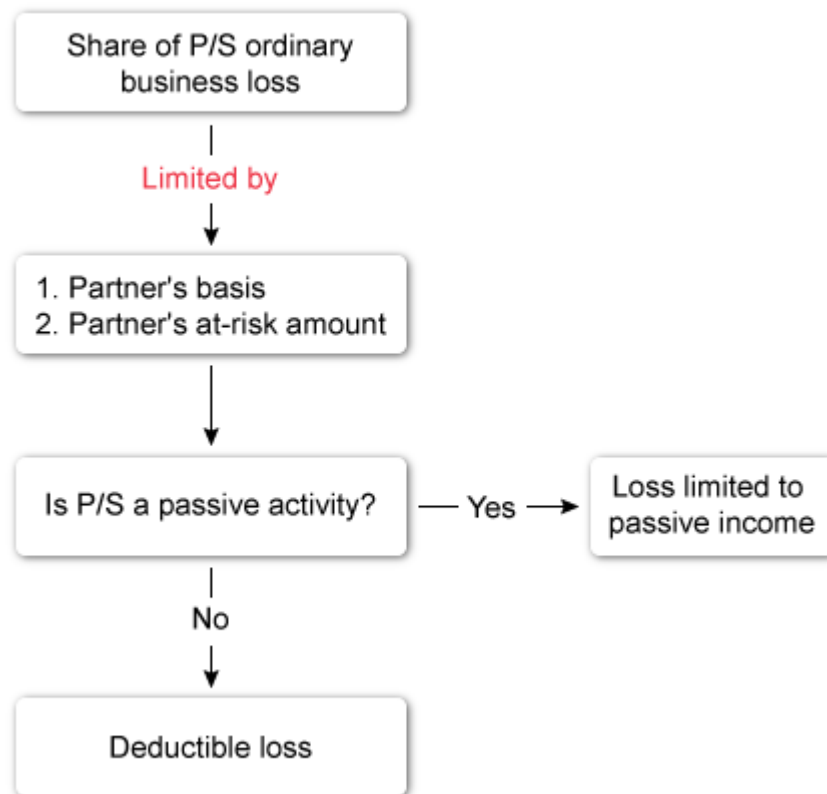 Share of P/S ordinary
business loss
Limited by
1. Partner's basis
2. Partner's at-risk amount
Is P/S a passive activity?
Yes
Loss limited to
passive income
No
Deductible loss